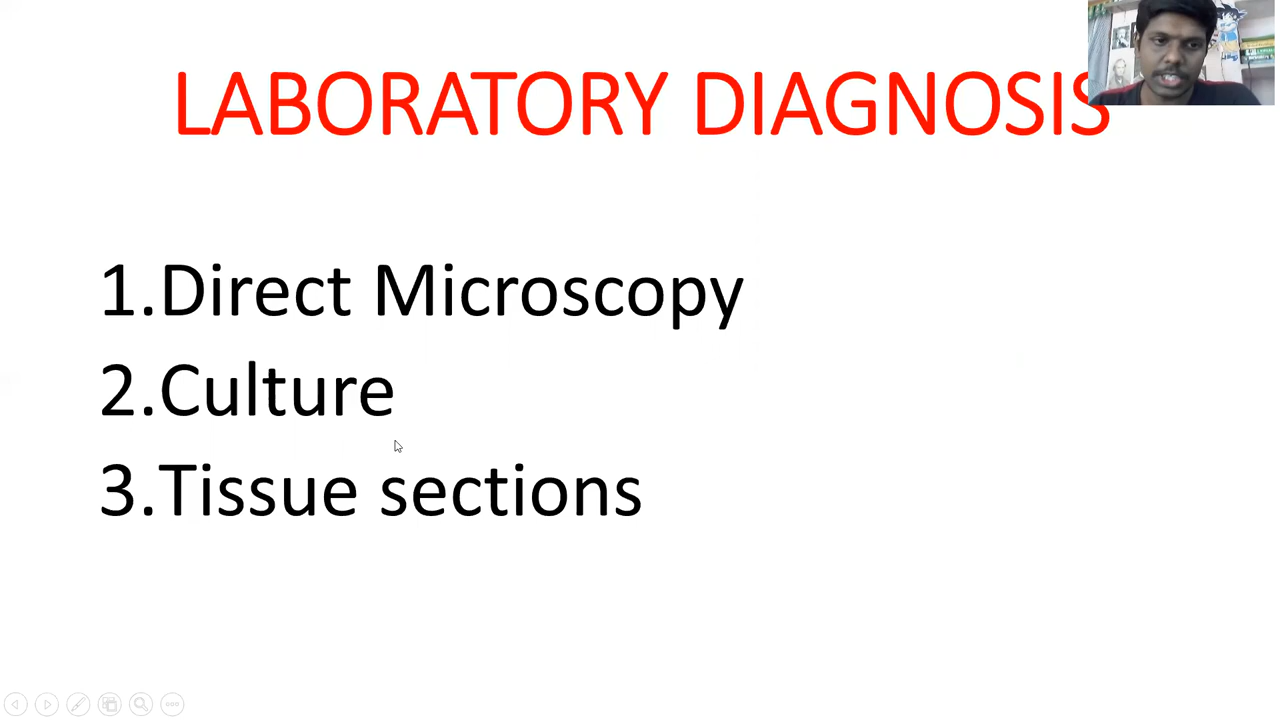 LABORATORY DIAGNOSIS
1.Direct Microscopy
2.Culture
3.Tissue sections